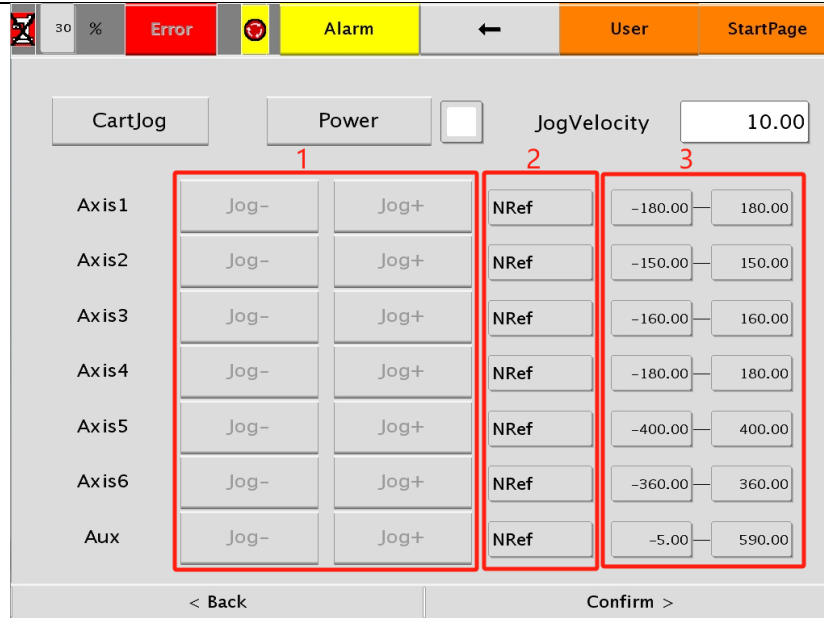 30 % Error Alarm ← User StartPage
CartJog Power JogVelocity 10.00
1 2 3
Axis1 Jog- Jog+ NRef -180.00 — 180.00
Axis2 Jog- Jog+ NRef -150.00 — 150.00
Axis3 Jog- Jog+ NRef -160.00 — 160.00
Axis4 Jog- Jog+ NRef -180.00 — 180.00
Axis5 Jog- Jog+ NRef -400.00 — 400.00
Axis6 Jog- Jog+ NRef -360.00 — 360.00
Aux Jog- Jog+ NRef -5.00 — 590.00
< Back Confirm >